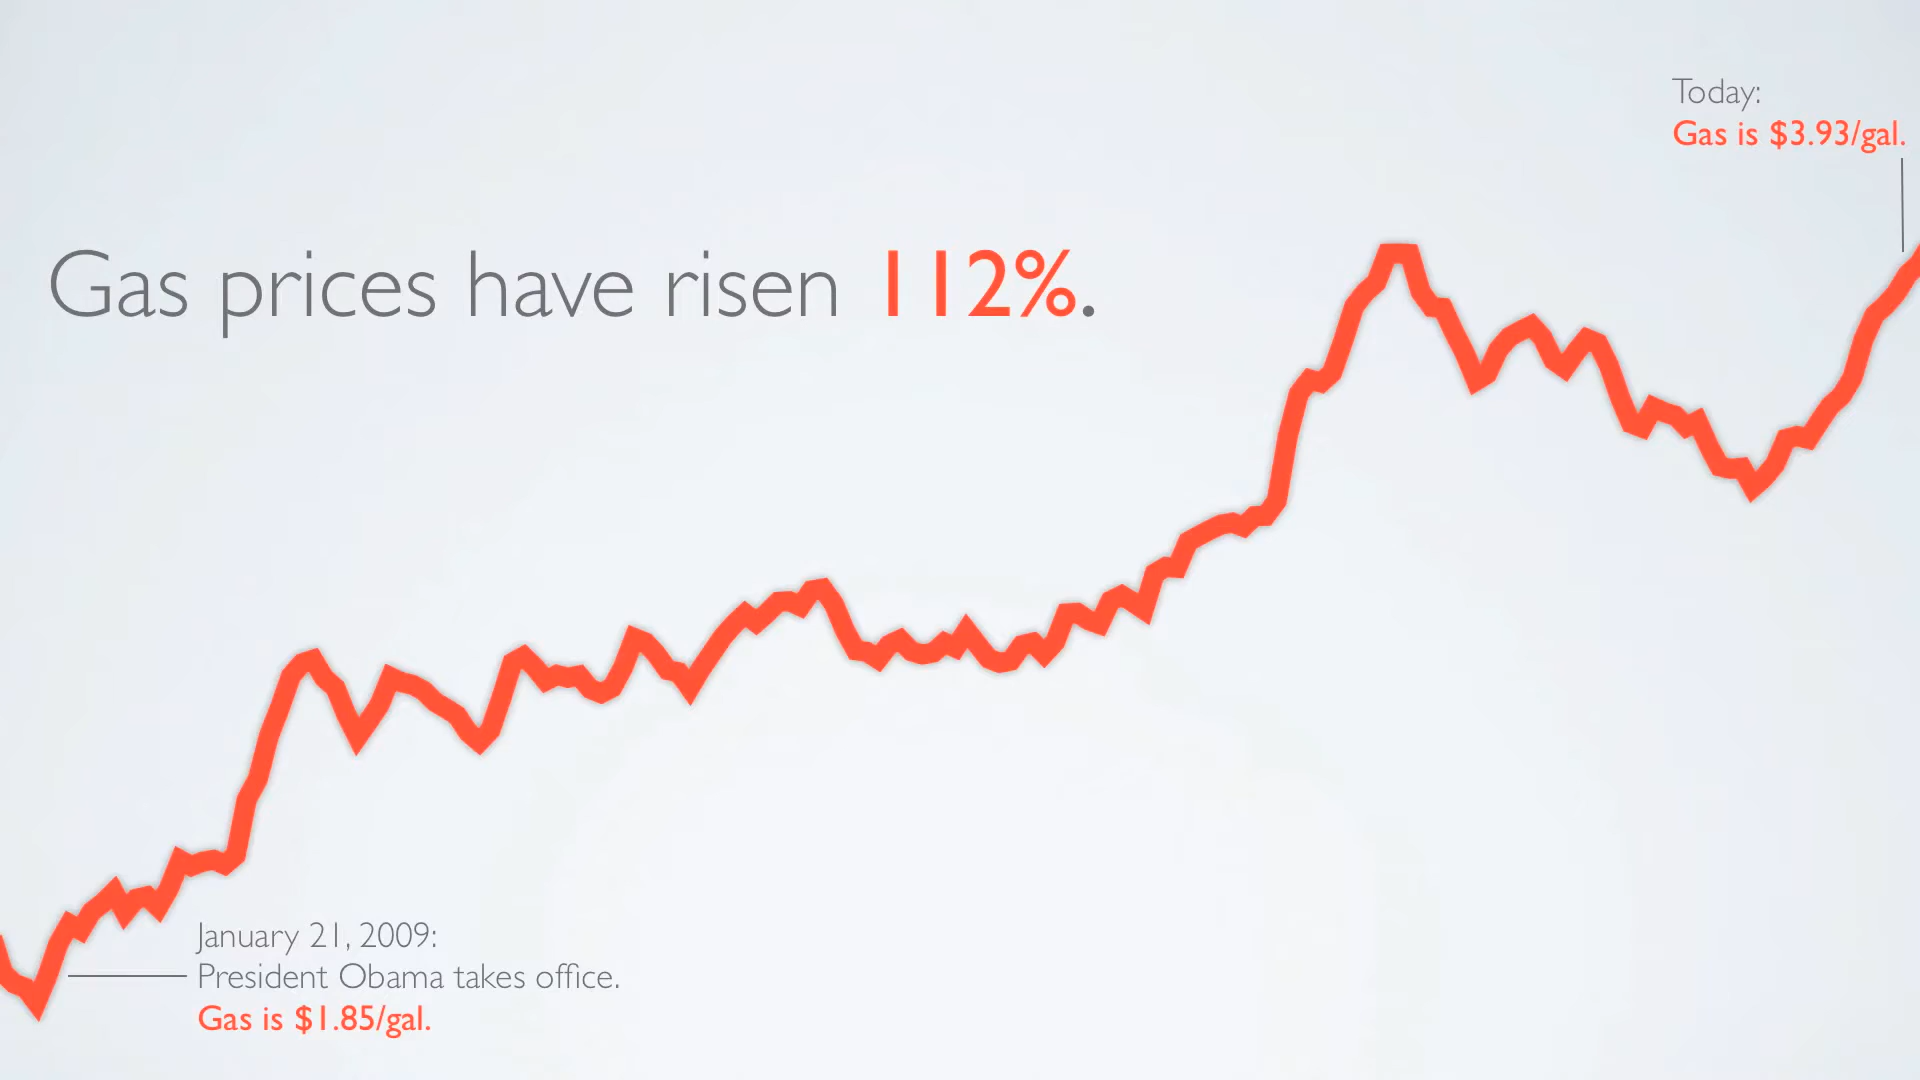 Today:
Gas is $3.93/gal.
Gas prices have risen 112%.
January 21, 2009:
President Obama takes office.
Gas is $1.85/gal.